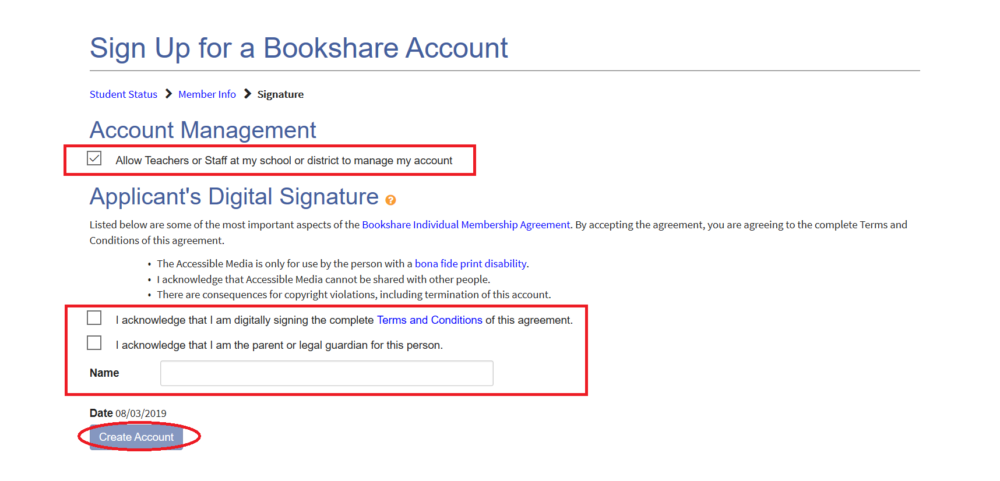 Sign Up for a Bookshare Account
Student Status > Member Info > Signature
Account Management
Allow Teachers or Staff at my school or district to manage my account
Applicant's Digital Signature ?
Listed below are some of the most important aspects of the Bookshare Individual Membership Agreement. By accepting the agreement, you are agreeing to the complete Terms and
Conditions of this agreement.
• The Accessible Media is only for use by the person with a bona fide print disability.
• I acknowledge that Accessible Media cannot be shared with other people.
• There are consequences for copyright violations, including termination of this account.
I acknowledge that I am digitally signing the complete Terms and Conditions of this agreement.
I acknowledge that I am the parent or legal guardian for this person.
Name
Date 08/03/2019
Create Account